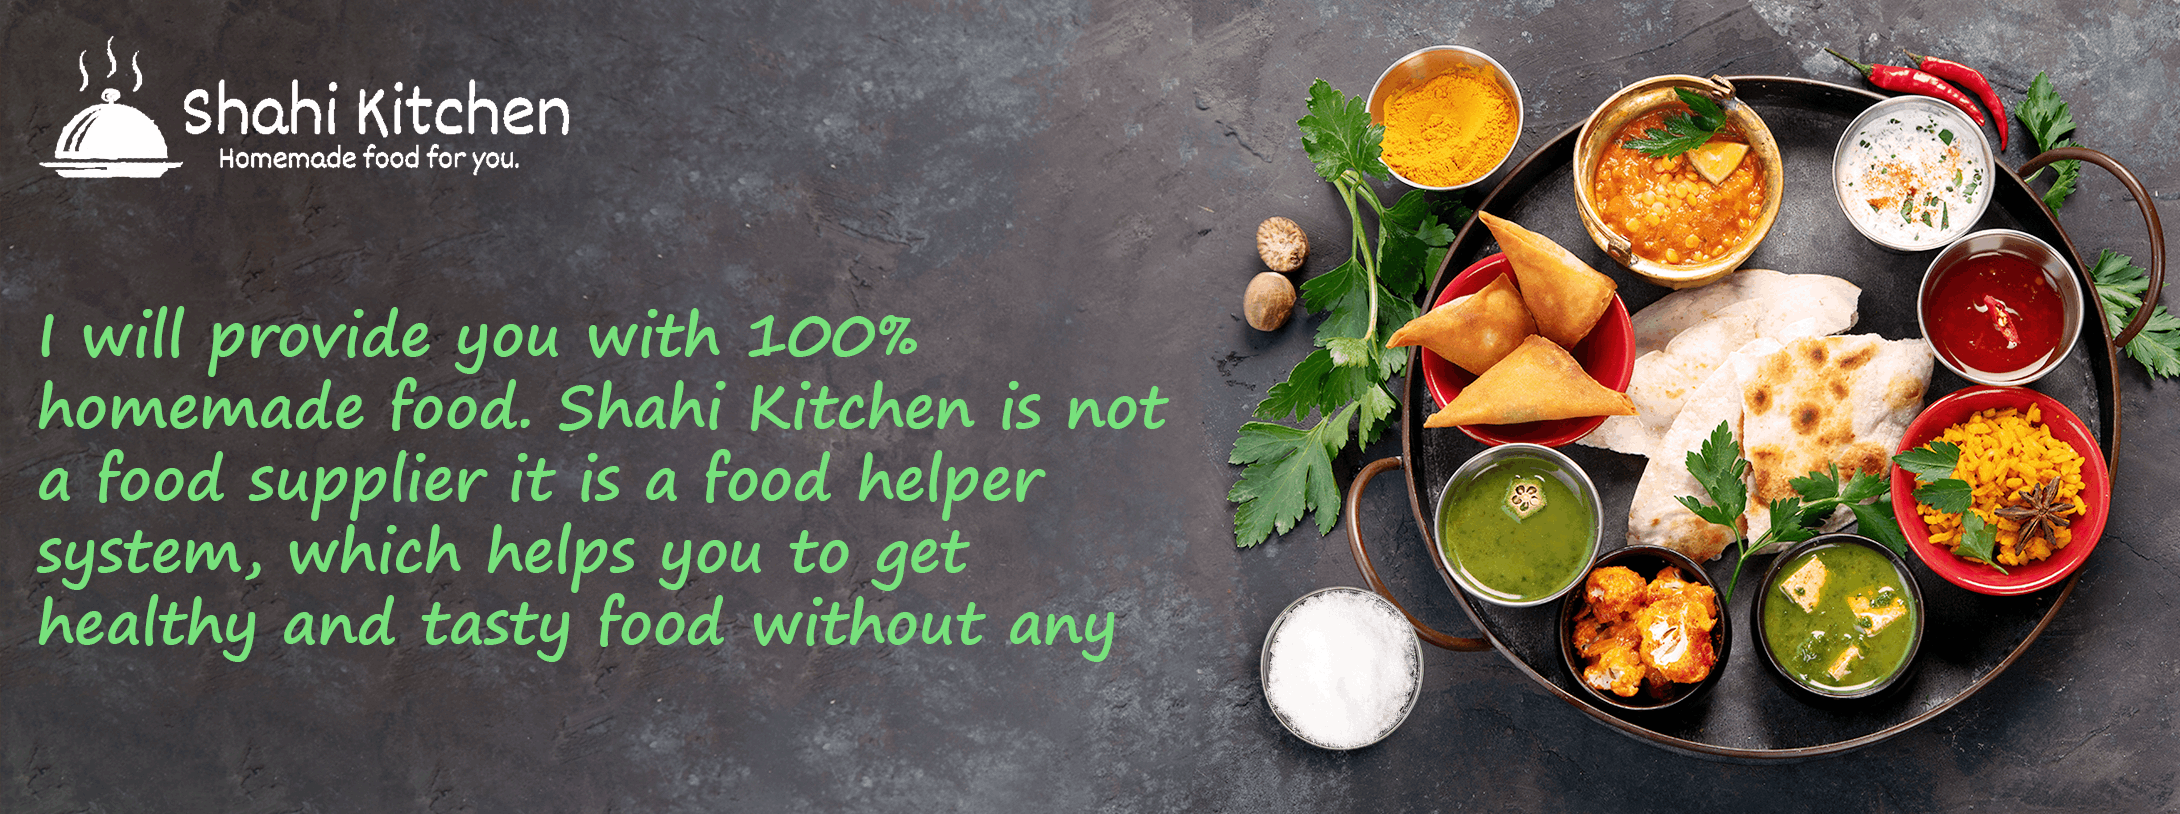 Shahi Kitchen
Homemade food for you.
I will provide you with 100%
homemade food. Shahi Kitchen is not
a food supplier it is a food helper
system, which helps you to get
healthy and tasty food without any